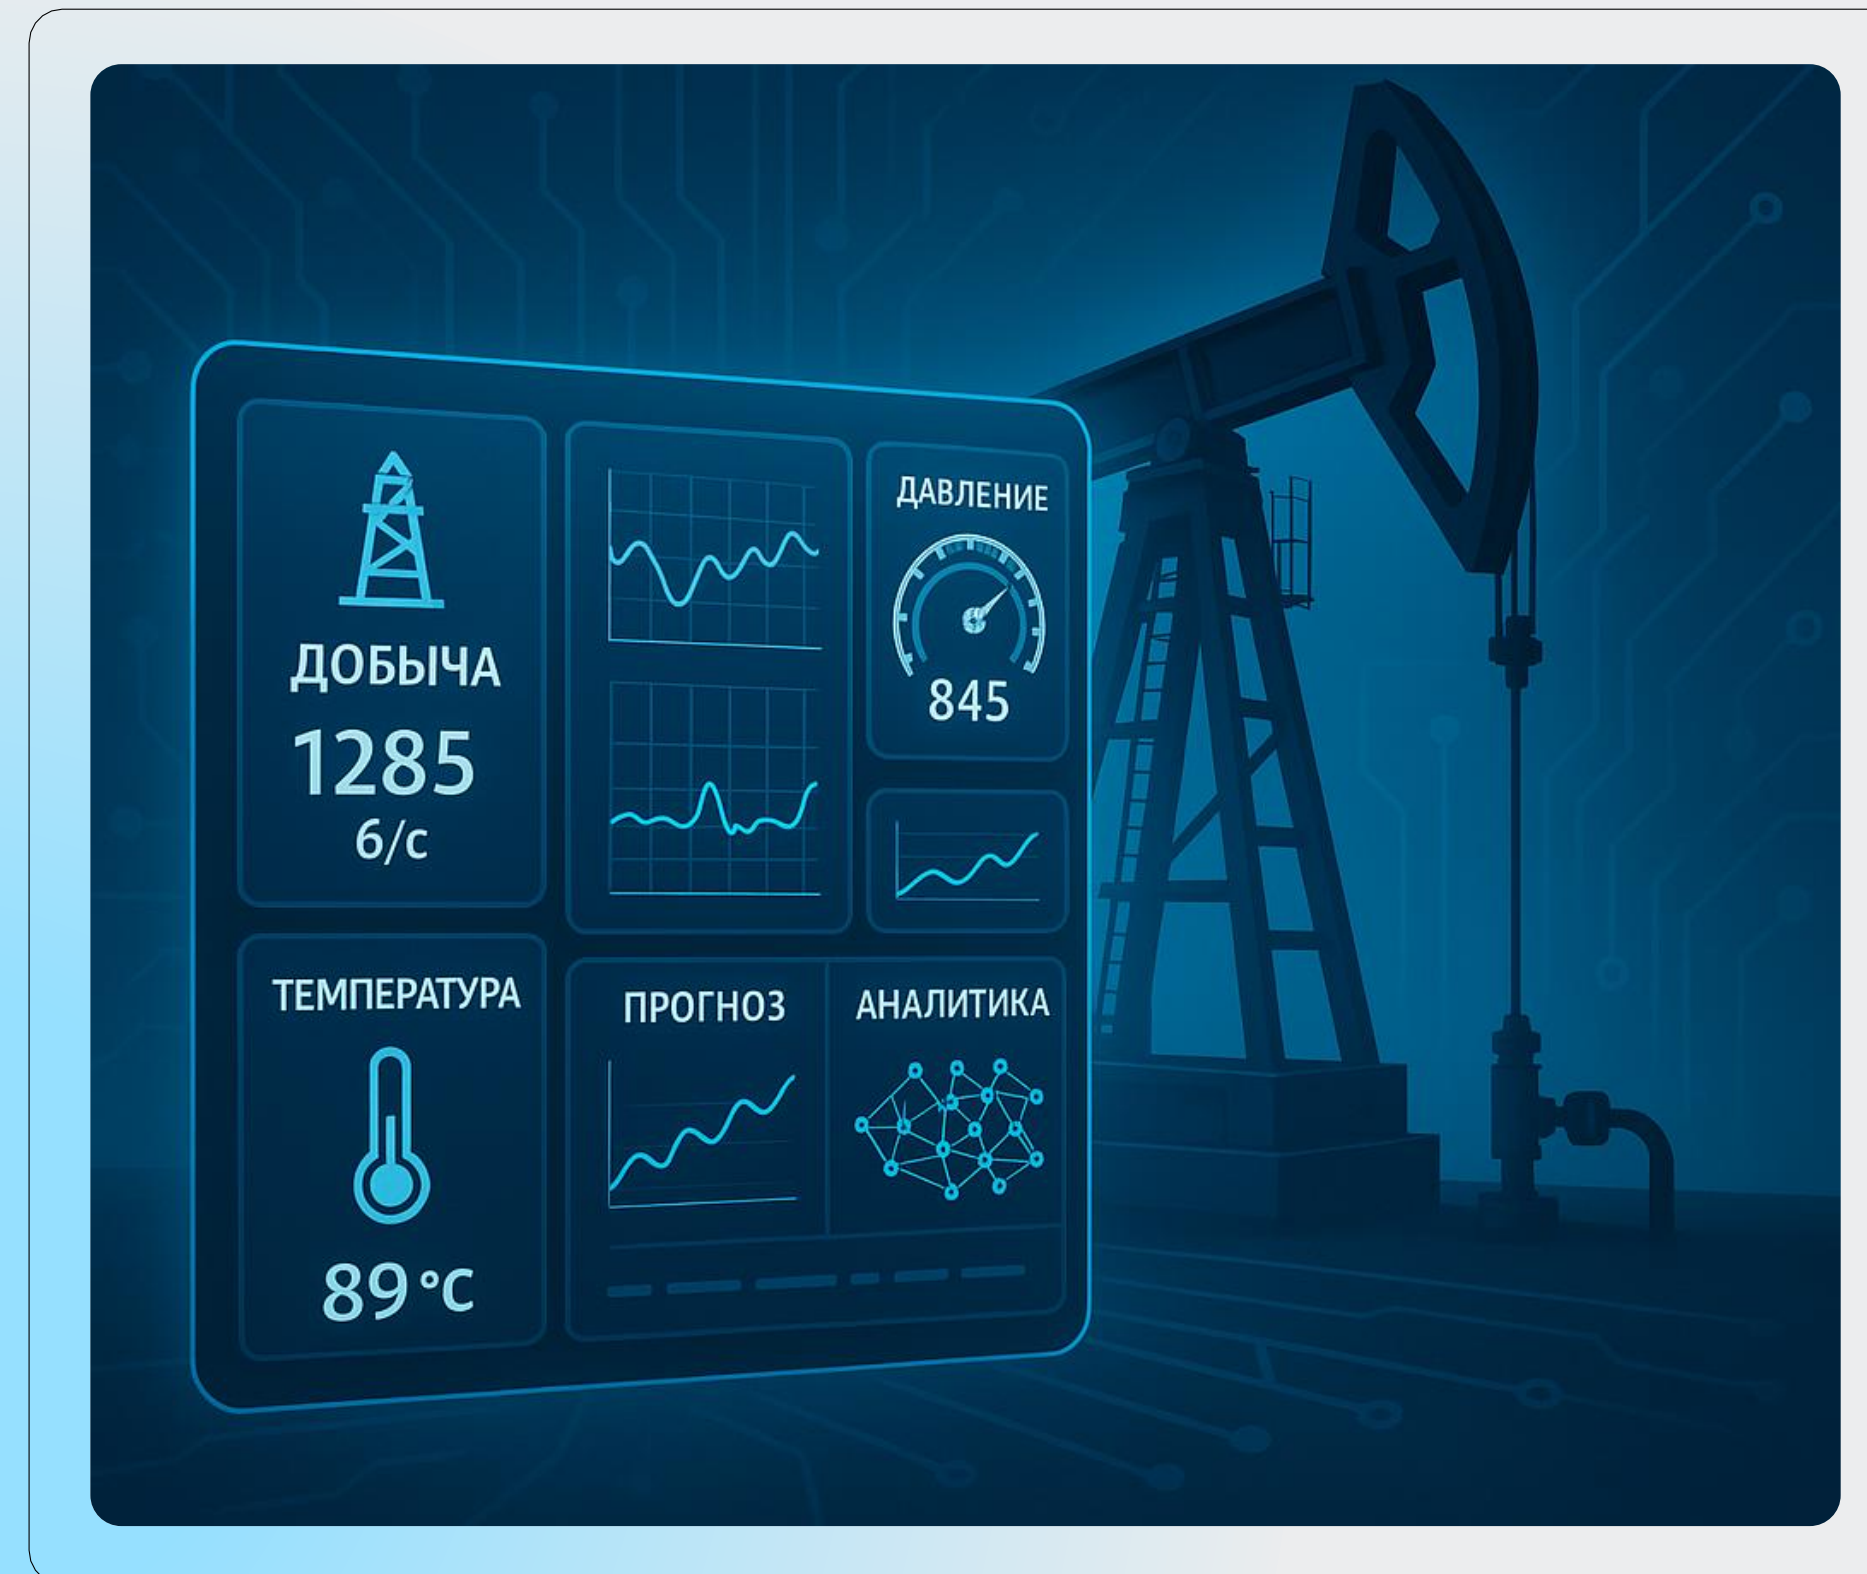 ДОБЫЧА
1285
б/с
ДАВЛЕНИЕ
845
ТЕМПЕРАТУРА
89 °C
ПРОГНОЗ
АНАЛИТИКА